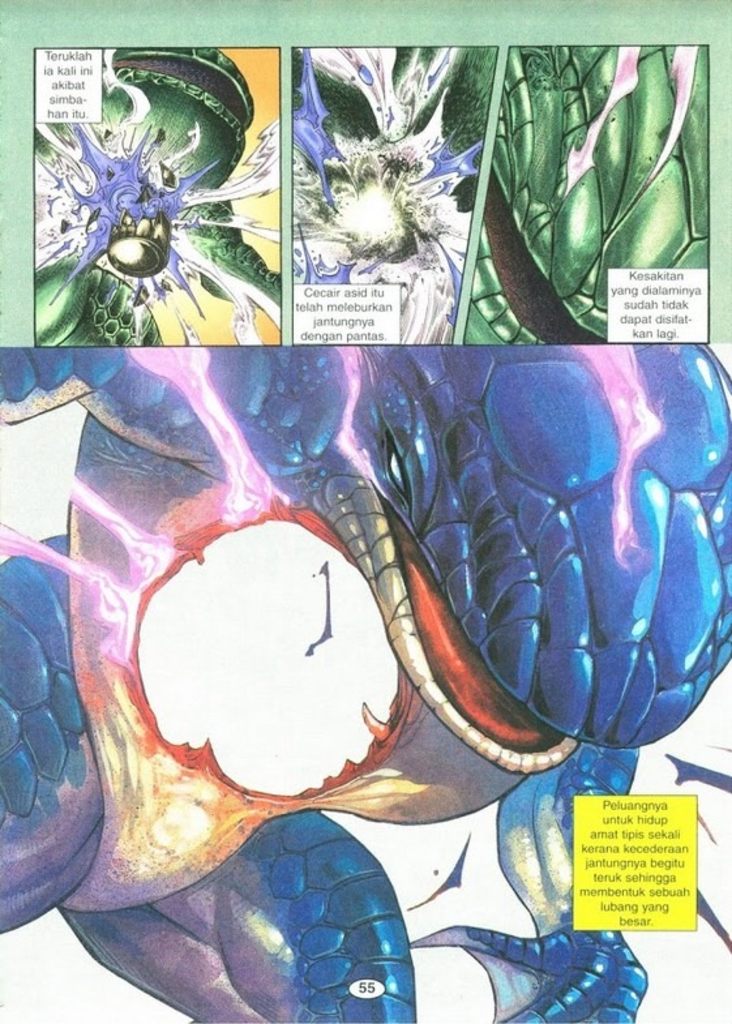 Teruklah
ia kali ini
akibat
simba-
han itu.
Cecair asid itu
telah meleburkan
jantungnya
dengan pantas.
Kesakitan
yang dialaminya
sudah tidak
dapat disifat-
kan lagi.
Peluangnya
untuk hidup
amat tipis sekali
kerana kecederaan
jantungnya begitu
teruk sehingga
membentuk sebuah
lubang yang
besar.
55